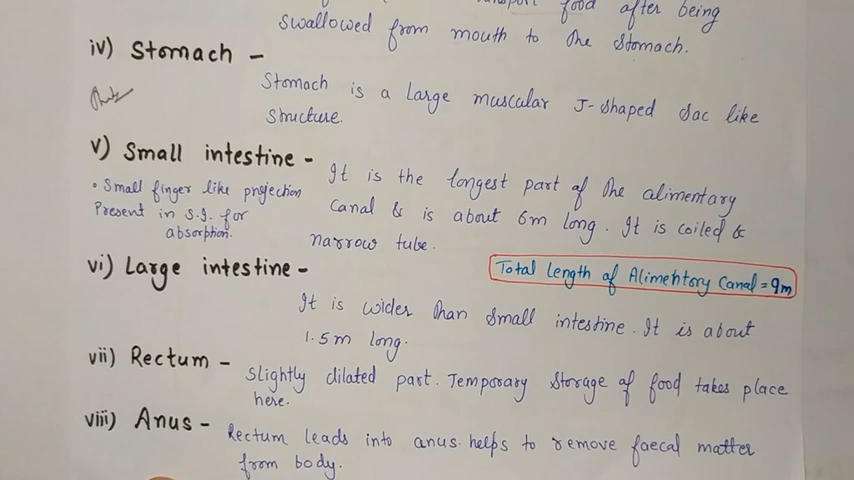 transport food after being
swallowed from mouth to the stomach.
iv) Stomach -
Stomach is a large muscular J-shaped sac like
structure.
v) Small intestine -
• Small finger like projection
Present in S.I. for
absorption.
It is the longest part of the alimentary
canal & is about 6m long. It is coiled &
narrow tube.
vi) Large intestine -
Total Length of Alimentory Canal = 9m
It is wider than small intestine. It is about
1.5m long.
vii) Rectum -
Slightly dilated part. Temporary storage of food takes place
here.
viii) Anus -
Rectum leads into anus. helps to remove faecal matter
from body.